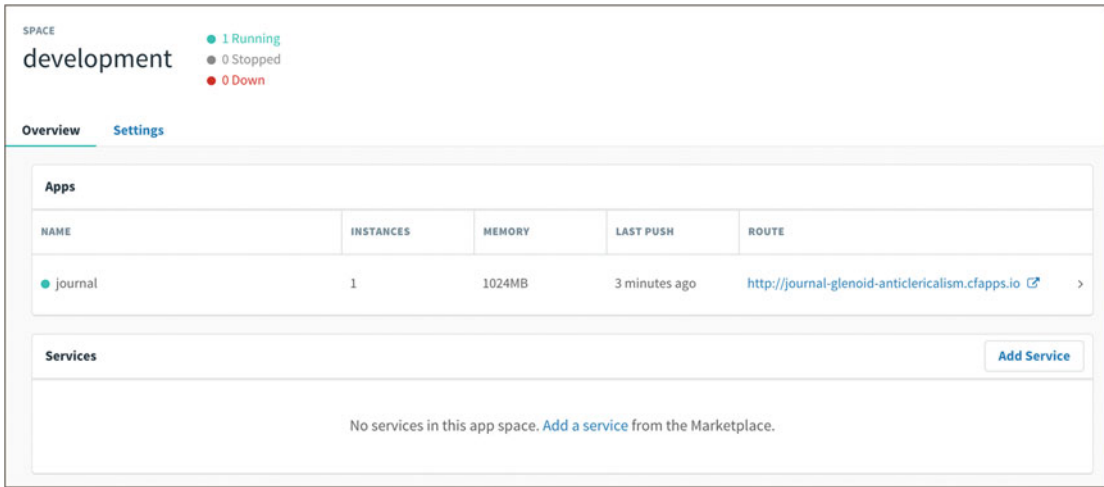 SPACE
development
1 Running
0 Stopped
0 Down
Overview Settings
Apps
NAME INSTANCES MEMORY LAST PUSH ROUTE
journal 1 1024MB 3 minutes ago http://journal-glenoid-anticlericalism.cfapps.io >
Services Add Service
No services in this app space. Add a service from the Marketplace.